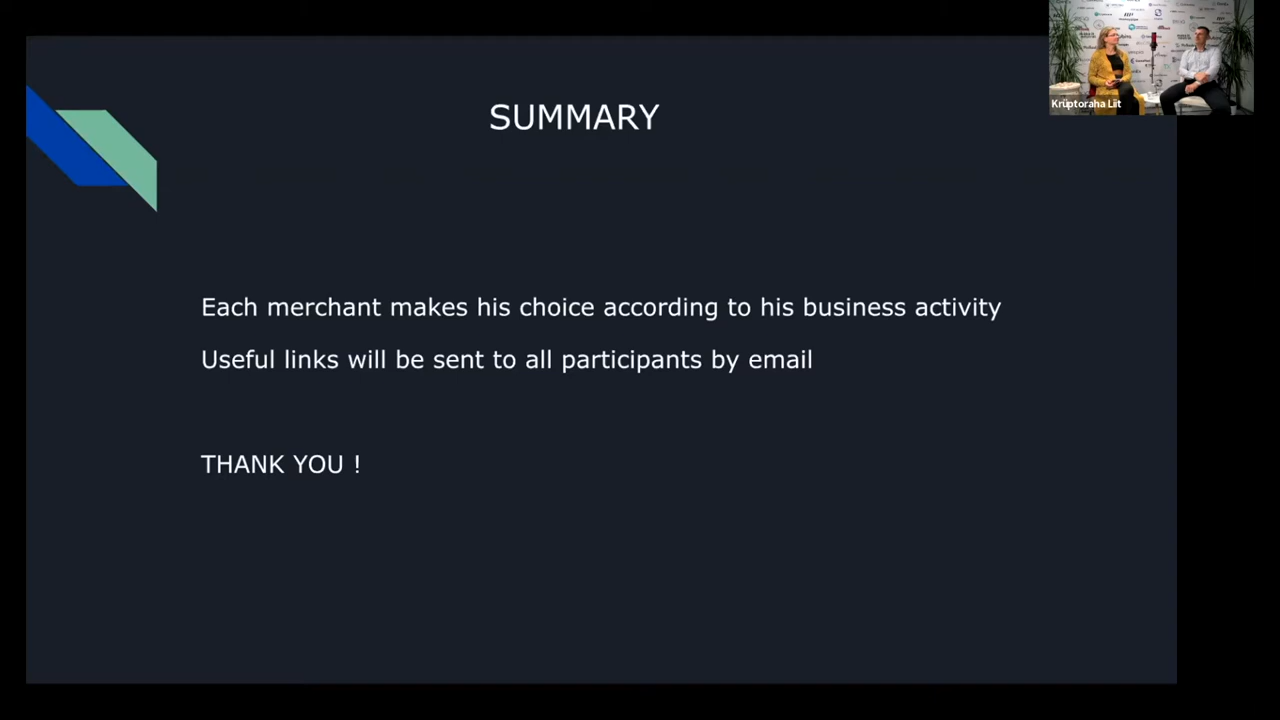 SUMMARY
Krüptoraha Liit
Each merchant makes his choice according to his business activity
Useful links will be sent to all participants by email
THANK YOU !